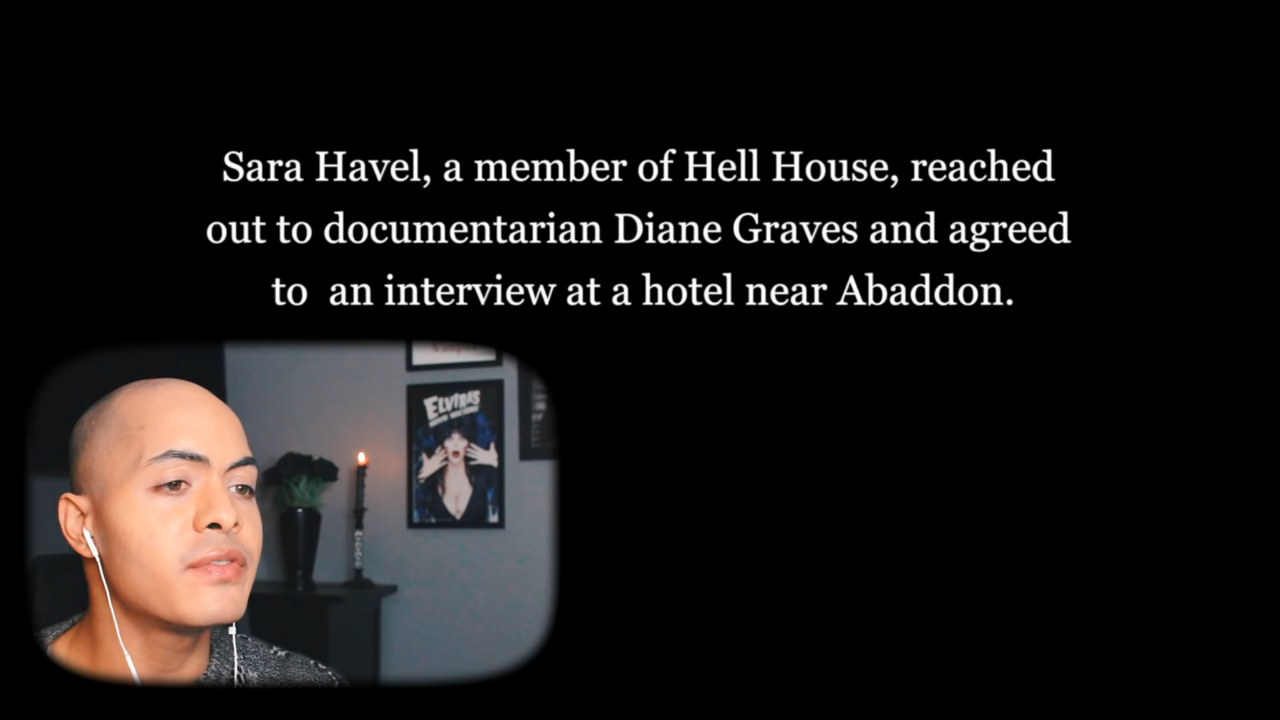 Sara Havel, a member of Hell House, reached
out to documentarian Diane Graves and agreed
to  an interview at a hotel near Abaddon.
ELVIRA'S